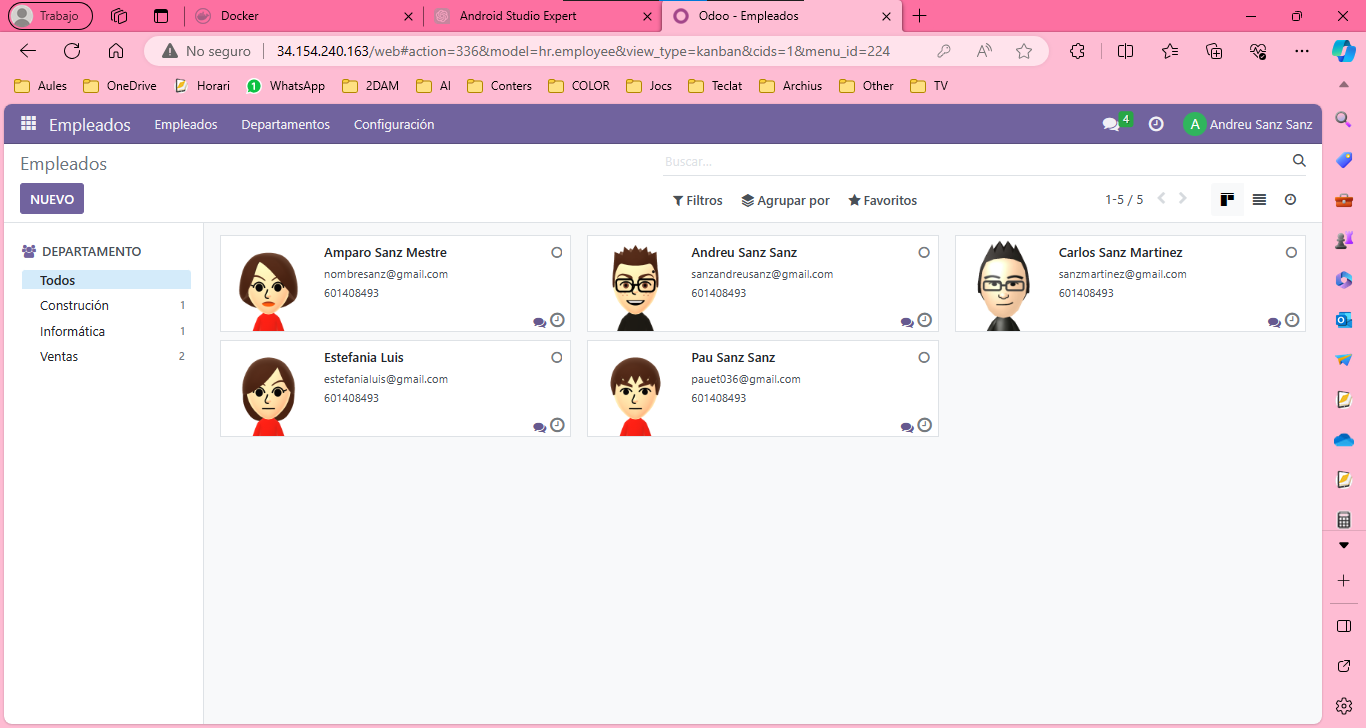 Trabajo
Docker
Android Studio Expert
Odoo - Empleados
No seguro
34.154.240.163/web#action=336&model=hr.employee&view_type=kanban&cids=1&menu_id=224
Aules
OneDrive
Horari
1 WhatsApp
2DAM
AI
Conters
COLOR
Jocs
Teclat
Archius
Other
TV
Empleados
Empleados
Departamentos
Configuración
4
A Andreu Sanz Sanz
Empleados
Buscar...
NUEVO
Filtros
Agrupar por
Favoritos
1-5 / 5
DEPARTAMENTO
Todos
Construción 1
Informática 1
Ventas 2
Amparo Sanz Mestre
nombresanz@gmail.com
601408493
Andreu Sanz Sanz
sanzandreusanz@gmail.com
601408493
Carlos Sanz Martinez
sanzmartinez@gmail.com
601408493
Estefania Luis
estefanialuis@gmail.com
601408493
Pau Sanz Sanz
pauet036@gmail.com
601408493